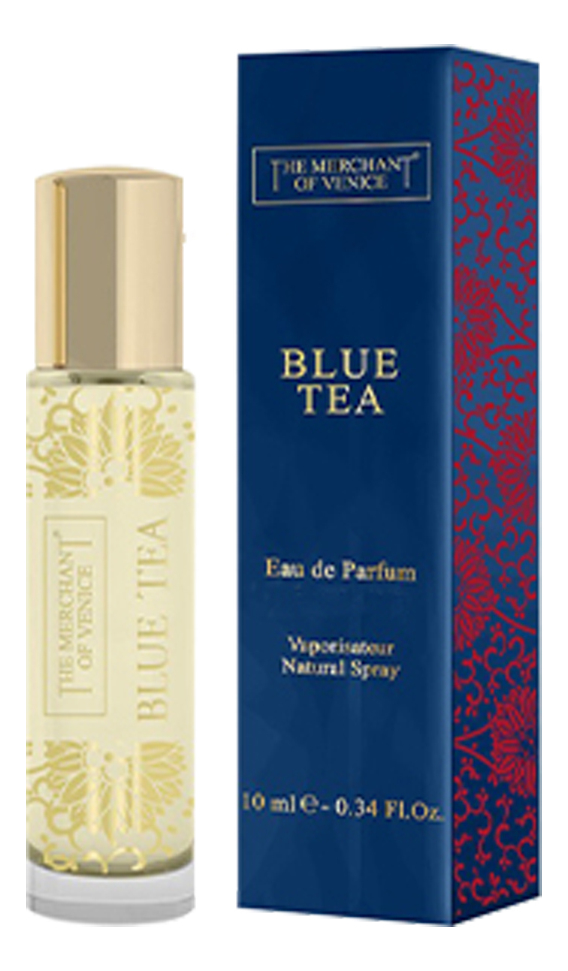 THE MERCHANT®
OF VENICE
BLUE TEA
THE MERCHANT®
OF VENICE
BLUE
TEA
Eau de Parfum
Vaporisateur
Natural Spray
10 ml ℮ - 0.34 Fl.Oz.